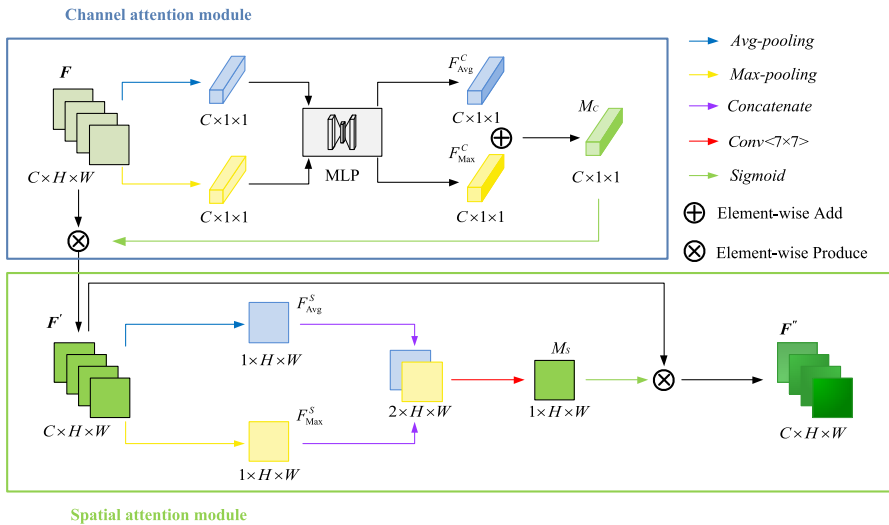 Channel attention module
F
C×H×W
C×1×1
C×1×1
MLP
F^C_Avg
C×1×1
F^C_Max
C×1×1
M_C
C×1×1
Avg-pooling
Max-pooling
Concatenate
Conv<7×7>
Sigmoid
Element-wise Add
Element-wise Produce
F'
C×H×W
F^S_Avg
1×H×W
F^S_Max
1×H×W
2×H×W
M_S
1×H×W
F"
C×H×W
Spatial attention module